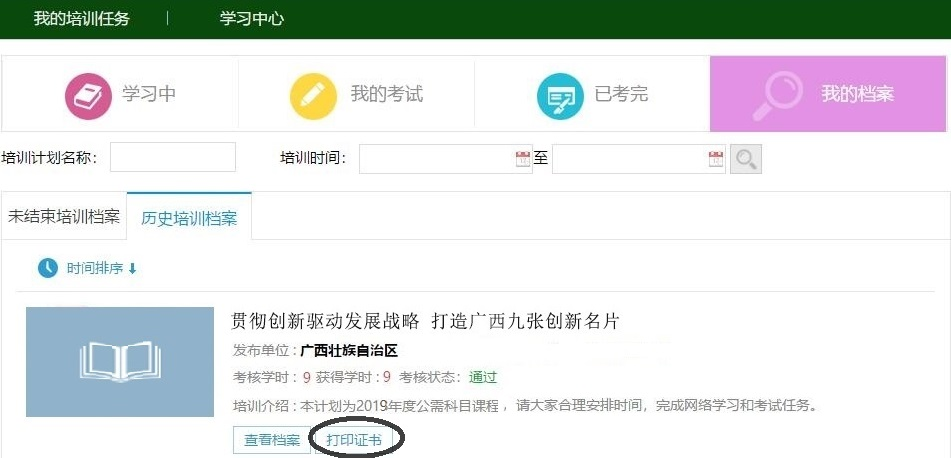 我的培训任务 | 学习中心
学习中 我的考试 已考完 我的档案
培训计划名称： 培训时间： 至
未结束培训档案 历史培训档案
时间排序
贯彻创新驱动发展战略 打造广西九张创新名片
发布单位：广西壮族自治区
考核学时：9 获得学时：9 考核状态：通过
培训介绍：本计划为2019年度公需科目课程，请大家合理安排时间，完成网络学习和考试任务。
查看档案 打印证书